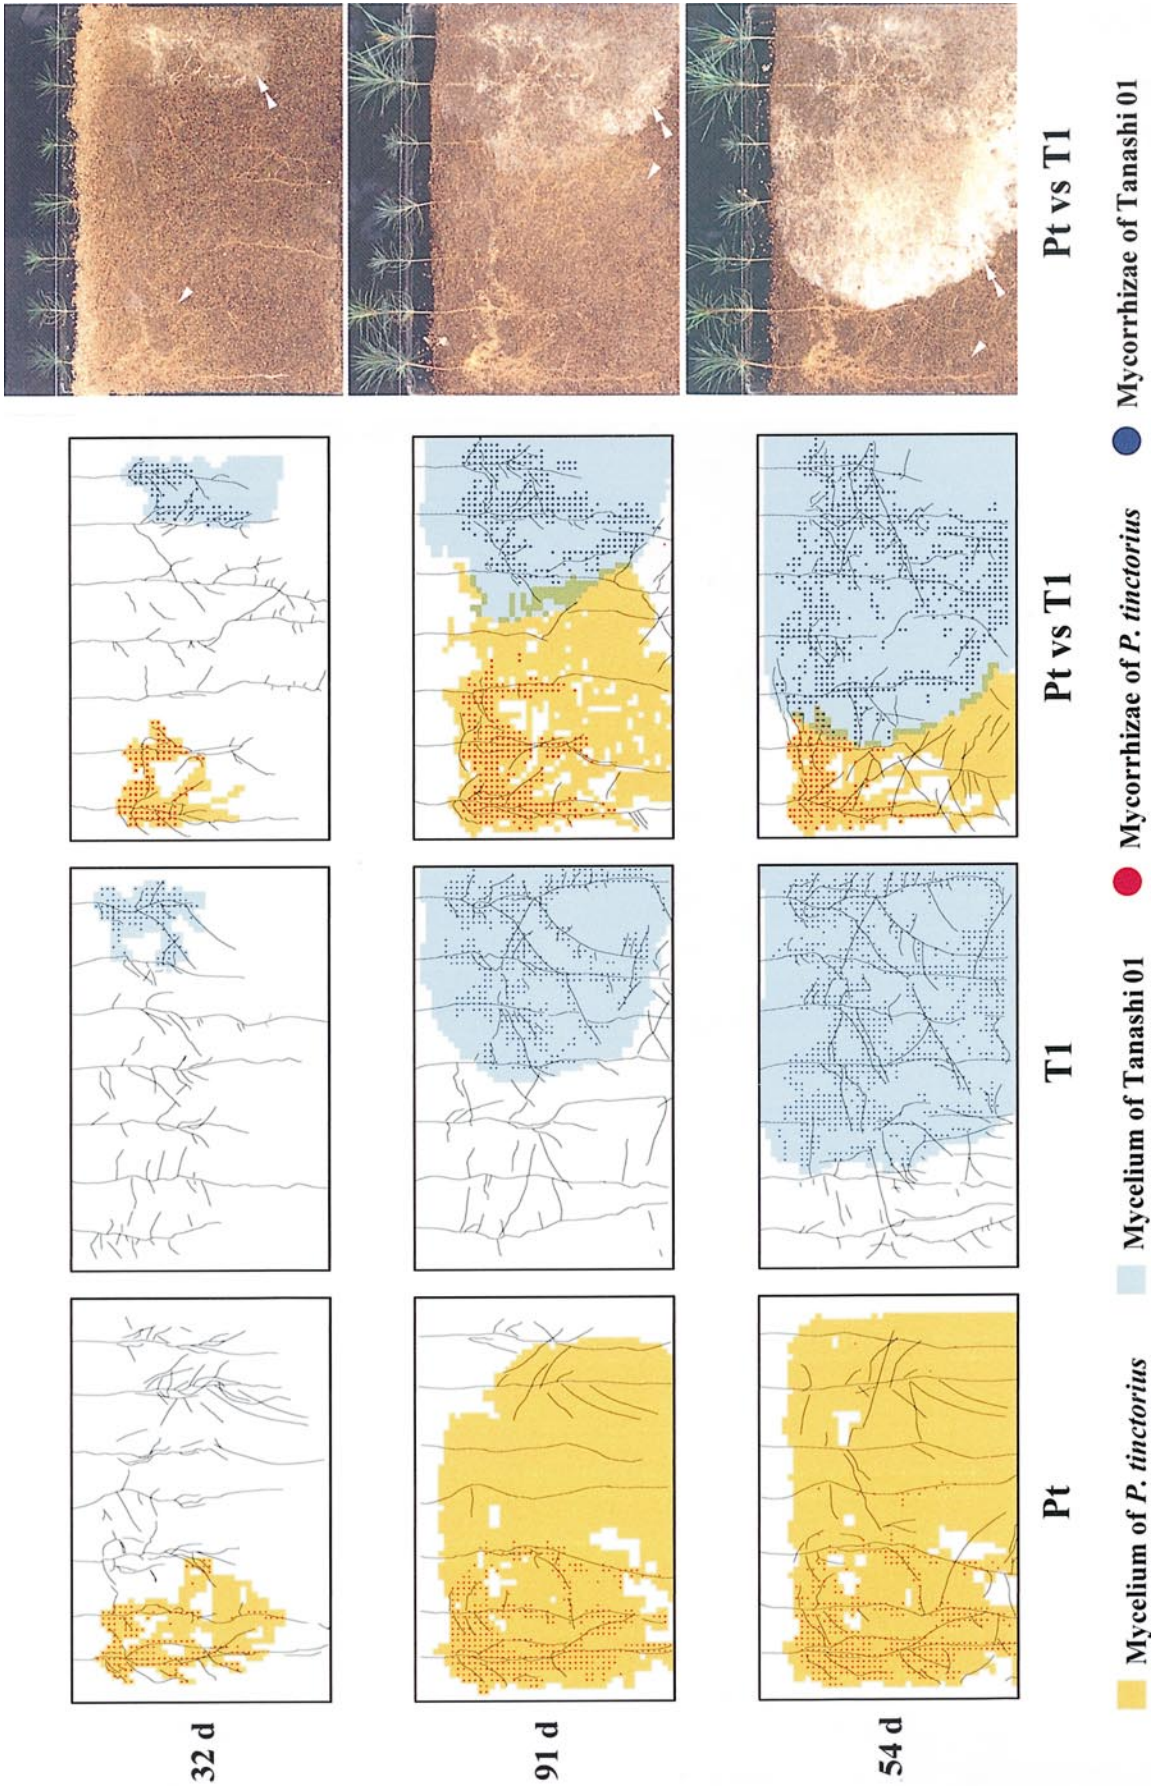 32 d
91 d
54 d
Pt
T1
Pt vs T1
Pt vs T1
Mycelium of P. tinctorius
Mycelium of Tanashi 01
Mycorrhizae of P. tinctorius
Mycorrhizae of Tanashi 01